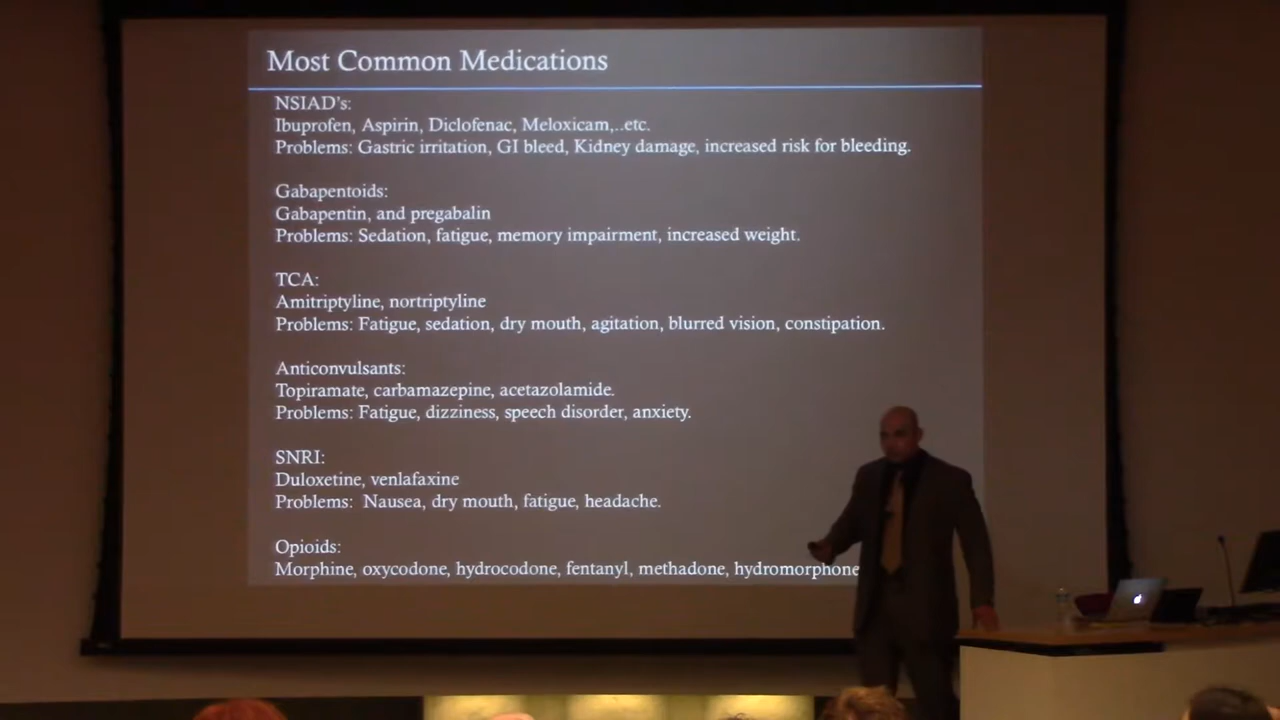 Most Common Medications
NSIAD's:
Ibuprofen, Aspirin, Diclofenac, Meloxicam,..etc.
Problems: Gastric irritation, GI bleed, Kidney damage, increased risk for bleeding.
Gabapentoids:
Gabapentin, and pregabalin
Problems: Sedation, fatigue, memory impairment, increased weight.
TCA:
Amitriptyline, nortriptyline
Problems: Fatigue, sedation, dry mouth, agitation, blurred vision, constipation.
Anticonvulsants:
Topiramate, carbamazepine, acetazolamide.
Problems: Fatigue, dizziness, speech disorder, anxiety.
SNRI:
Duloxetine, venlafaxine
Problems:  Nausea, dry mouth, fatigue, headache.
Opioids:
Morphine, oxycodone, hydrocodone, fentanyl, methadone, hydromorphone